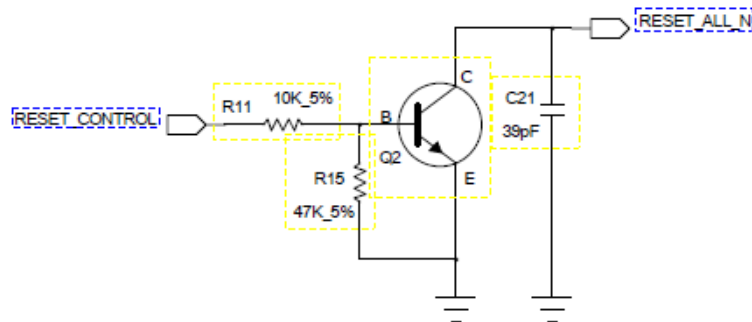 RESET_ALL_N
C
R11
10K_5%
C21
RESET_CONTROL
B
39pF
Q2
R15
E
47K_5%